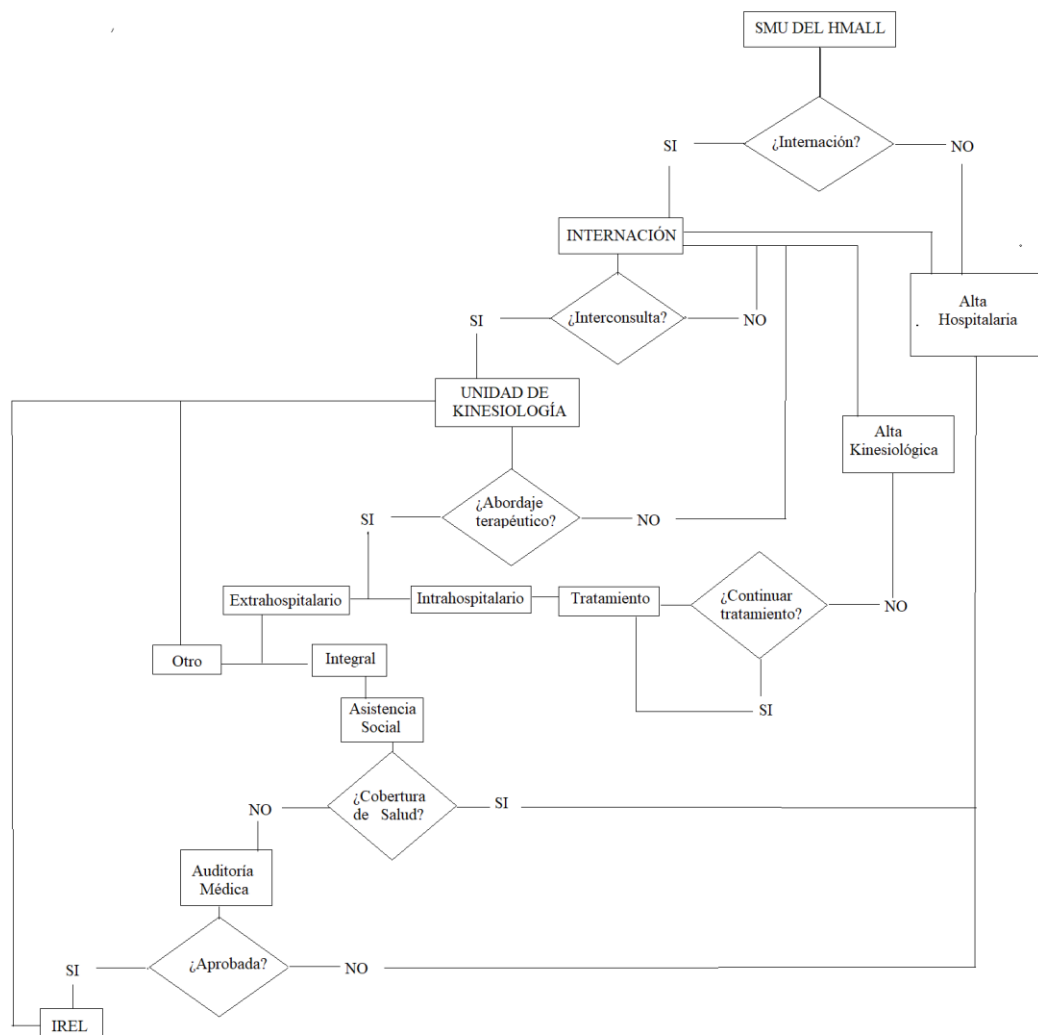 SMU DEL HMALL
¿Internación?
SI
NO
INTERNACIÓN
Alta
Hospitalaria
¿Interconsulta?
SI
NO
UNIDAD DE
KINESIOLOGÍA
Alta
Kinesiológica
¿Abordaje
terapéutico?
SI
NO
Extrahospitalario
Intrahospitalario
Tratamiento
¿Continuar
tratamiento?
NO
SI
Otro
Integral
Asistencia
Social
¿Cobertura
de Salud?
NO
SI
Auditoría
Médica
¿Aprobada?
SI
NO
IREL